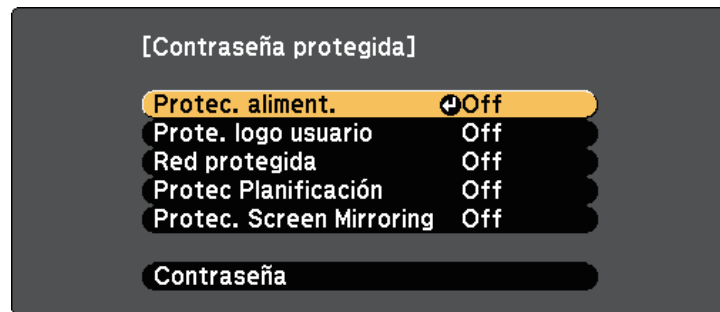 [Contraseña protegida]
Protec. aliment. Off
Prote. logo usuario Off
Red protegida Off
Protec Planificación Off
Protec. Screen Mirroring Off
Contraseña